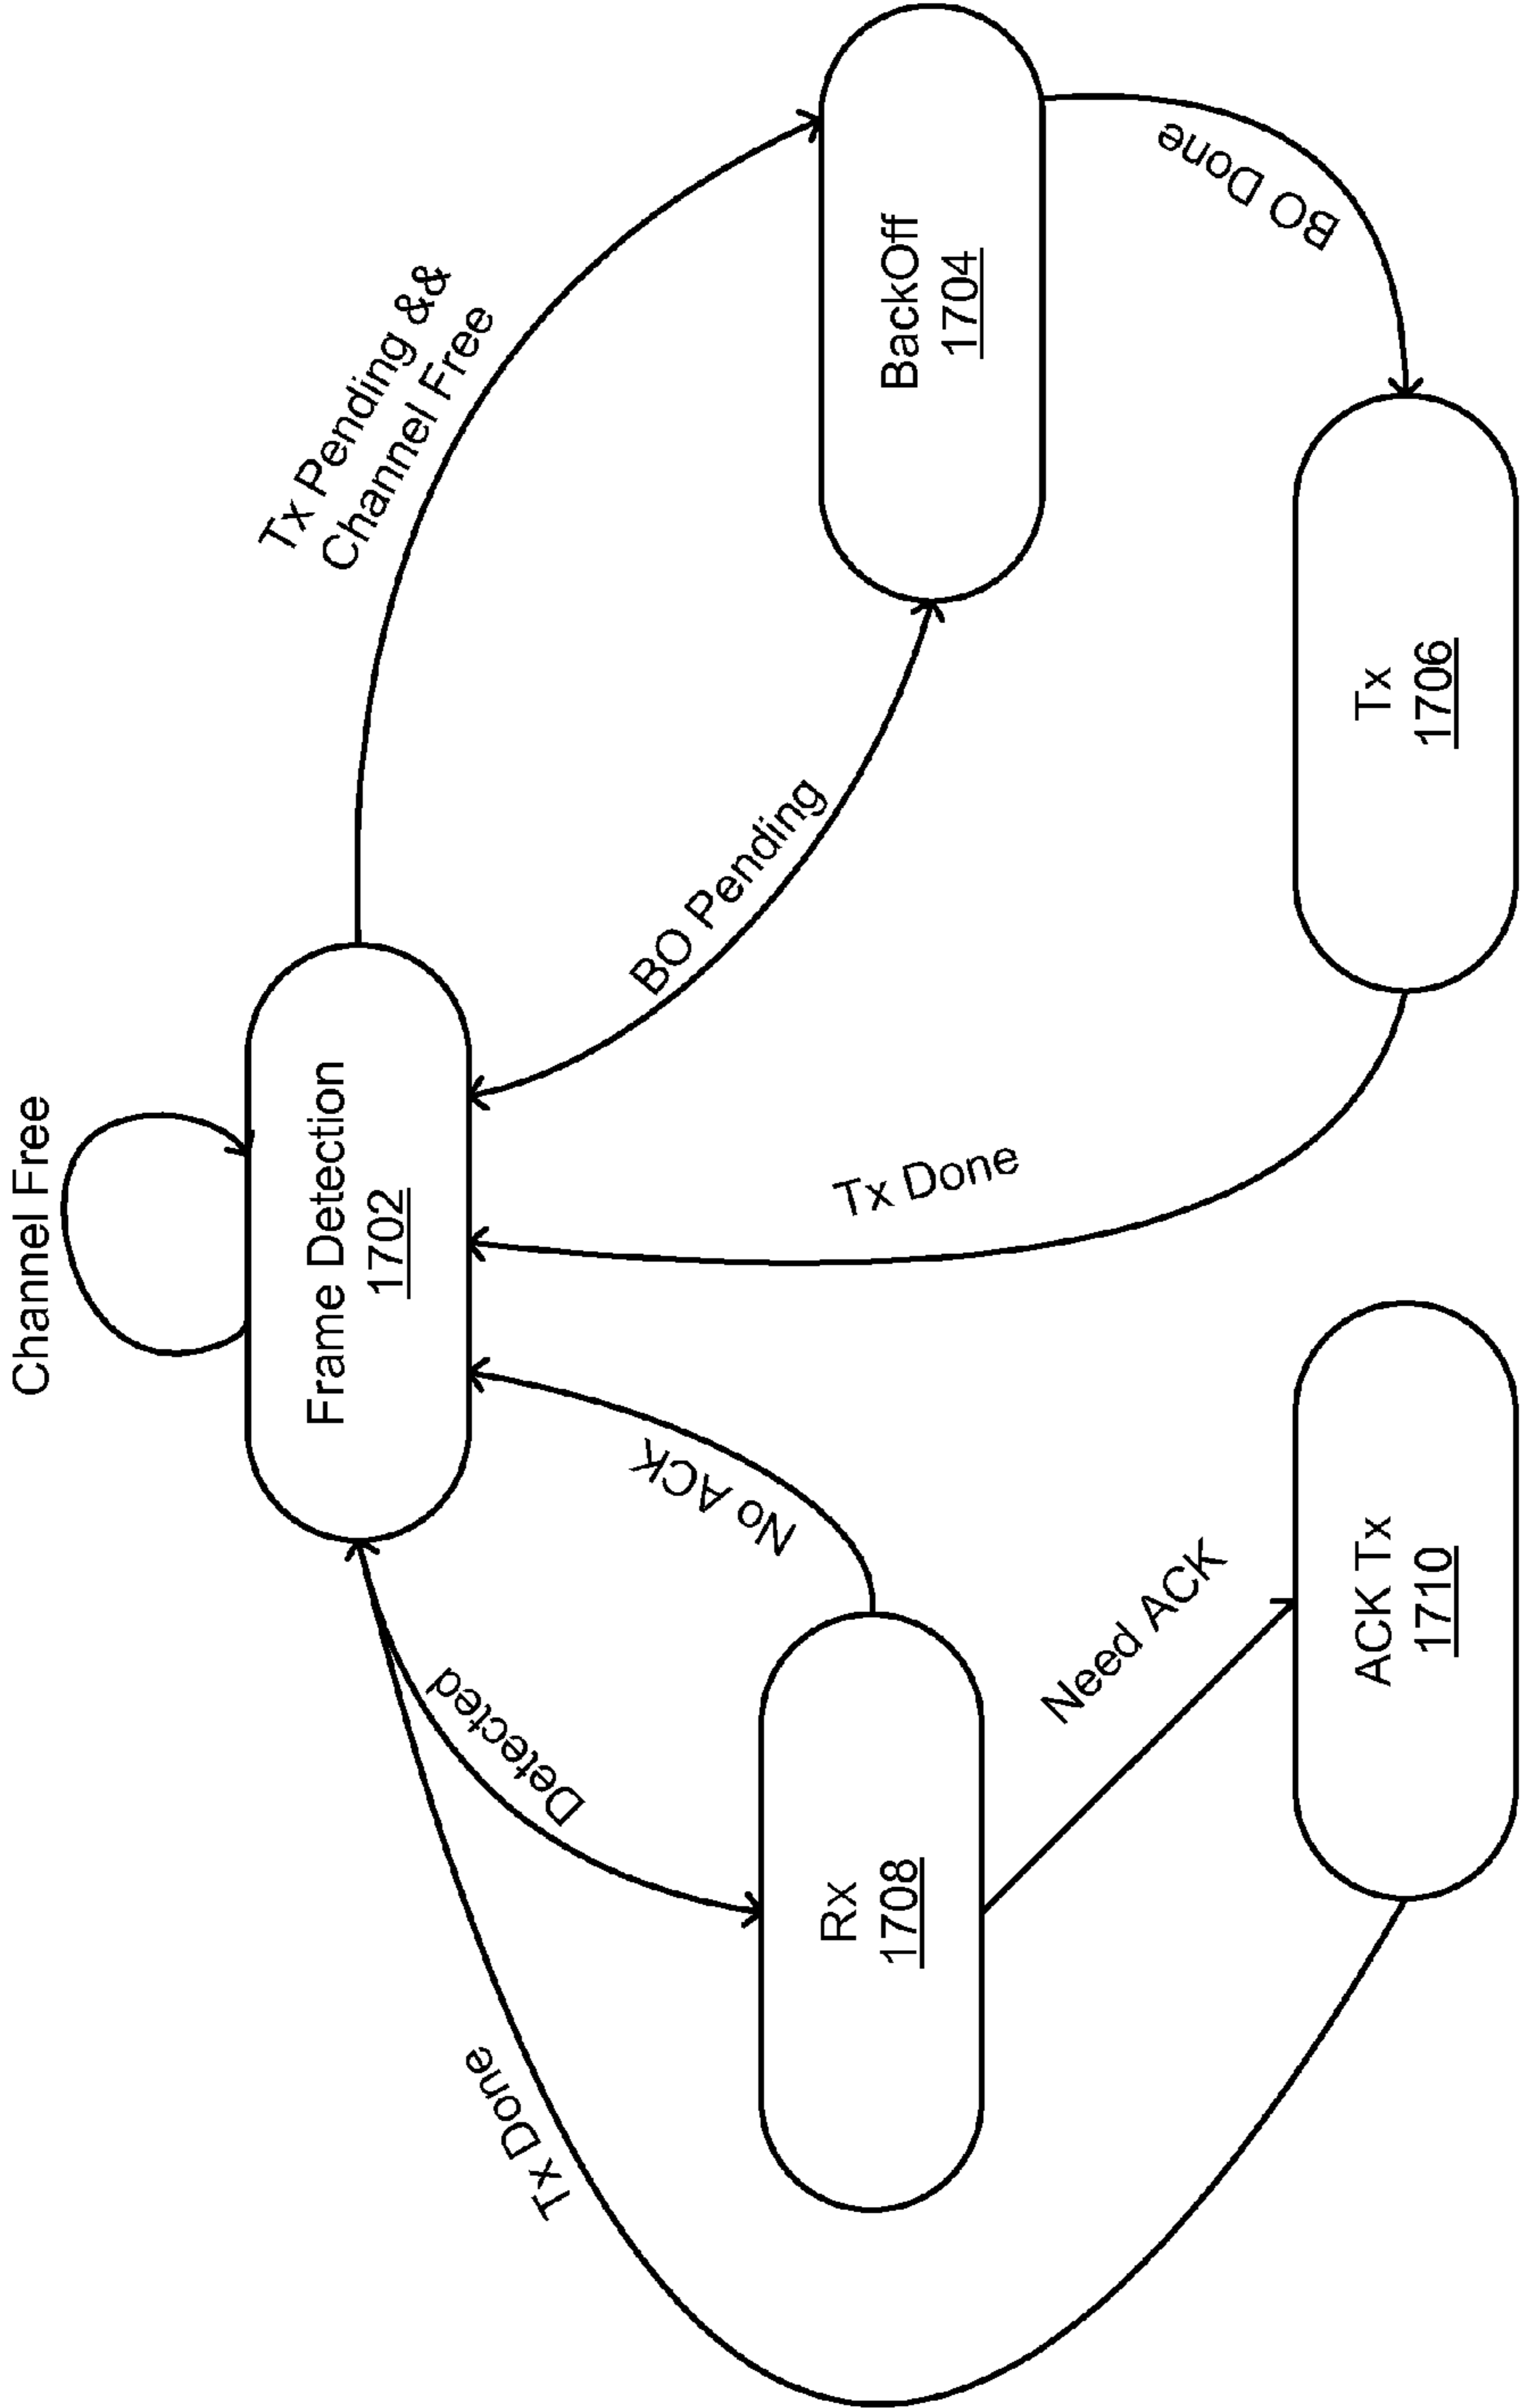 Channel Free
Frame Detection
1702
Tx Pending &&
Channel Free
BO Pending
BackOff
1704
BO Done
Tx
1706
Tx Done
No ACK
Detected
Rx
1708
Need ACK
ACK Tx
1710
Tx Done